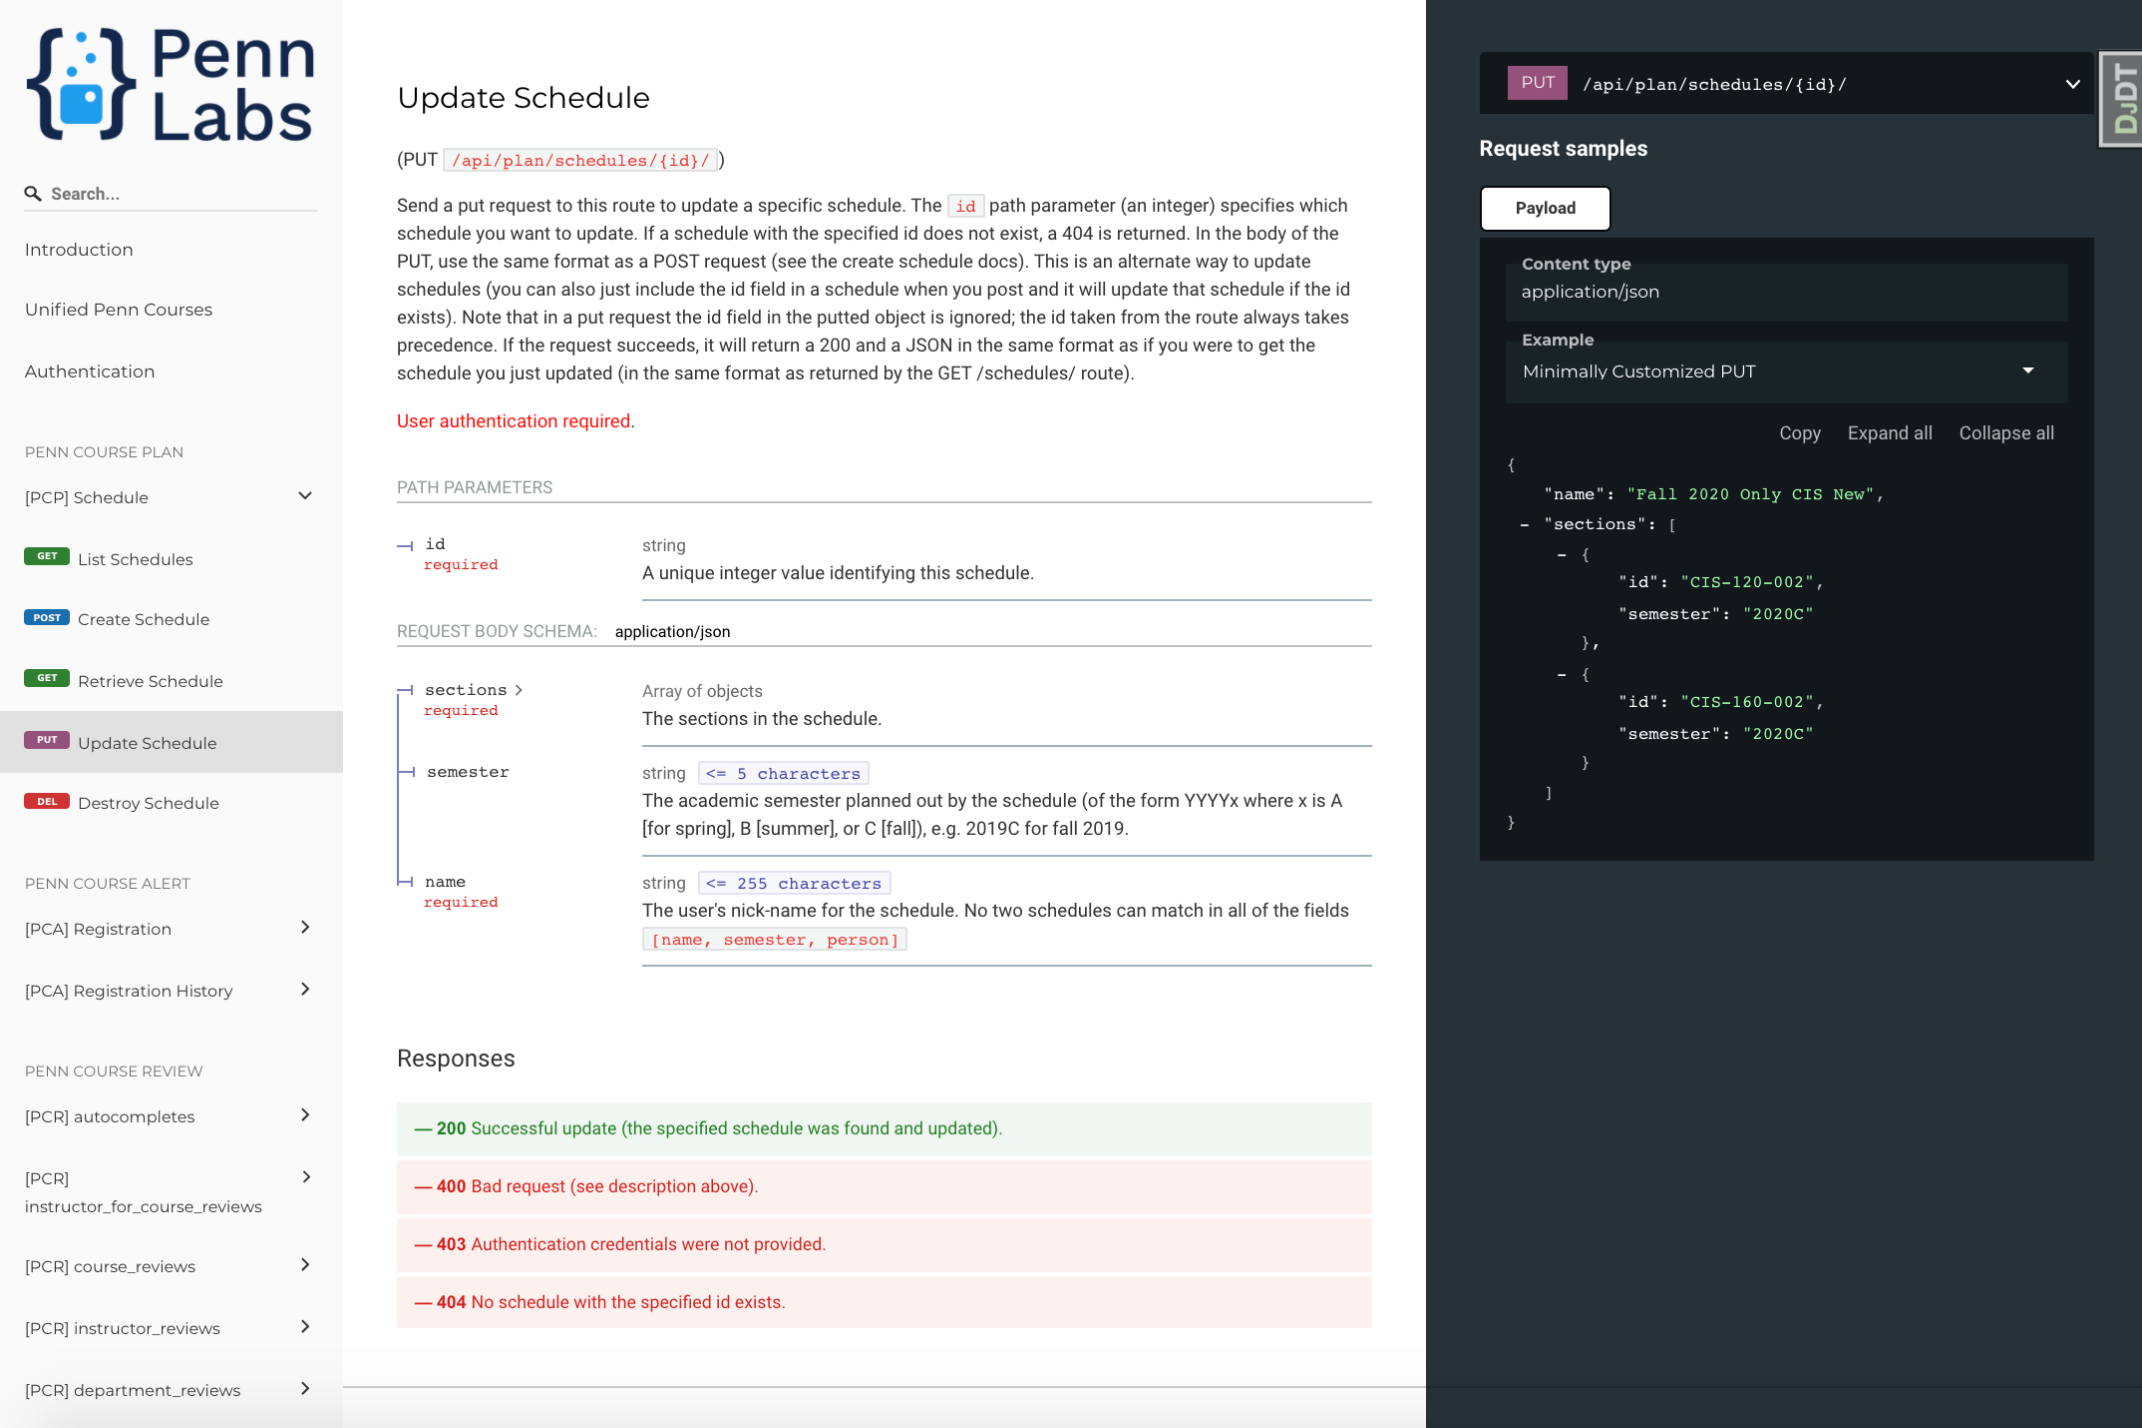 Penn
Labs
Search...
Introduction
Unified Penn Courses
Authentication
PENN COURSE PLAN
[PCP] Schedule
GET List Schedules
POST Create Schedule
GET Retrieve Schedule
PUT Update Schedule
DEL Destroy Schedule
PENN COURSE ALERT
[PCA] Registration
[PCA] Registration History
PENN COURSE REVIEW
[PCR] autocompletes
[PCR]
instructor_for_course_reviews
[PCR] course_reviews
[PCR] instructor_reviews
[PCR] department_reviews
Update Schedule
(PUT /api/plan/schedules/{id}/)
Send a put request to this route to update a specific schedule. The id path parameter (an integer) specifies which
schedule you want to update. If a schedule with the specified id does not exist, a 404 is returned. In the body of the
PUT, use the same format as a POST request (see the create schedule docs). This is an alternate way to update
schedules (you can also just include the id field in a schedule when you post and it will update that schedule if the id
exists). Note that in a put request the id field in the putted object is ignored; the id taken from the route always takes
precedence. If the request succeeds, it will return a 200 and a JSON in the same format as if you were to get the
schedule you just updated (in the same format as returned by the GET /schedules/ route).
User authentication required.
PATH PARAMETERS
id
required
string
A unique integer value identifying this schedule.
REQUEST BODY SCHEMA: application/json
sections >
required
Array of objects
The sections in the schedule.
semester
string <= 5 characters
The academic semester planned out by the schedule (of the form YYYYx where x is A
[for spring], B [summer], or C [fall]), e.g. 2019C for fall 2019.
name
required
string <= 255 characters
The user's nick-name for the schedule. No two schedules can match in all of the fields
[name, semester, person]
Responses
— 200 Successful update (the specified schedule was found and updated).
— 400 Bad request (see description above).
— 403 Authentication credentials were not provided.
— 404 No schedule with the specified id exists.
PUT /api/plan/schedules/{id}/
DjDT
Request samples
Payload
Content type
application/json
Example
Minimally Customized PUT
Copy Expand all Collapse all
{
"name": "Fall 2020 Only CIS New",
- "sections": [
- {
"id": "CIS-120-002",
"semester": "2020C"
},
- {
"id": "CIS-160-002",
"semester": "2020C"
}
]
}